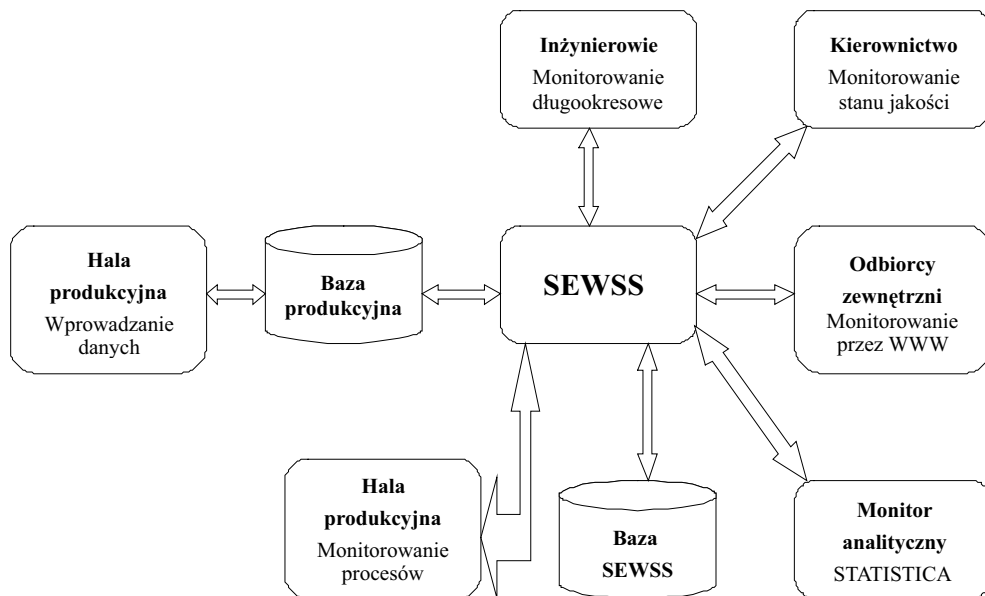 Inżynierowie
Monitorowanie
długookresowe
Kierownictwo
Monitorowanie
stanu jakości
Hala
produkcyjna
Wprowadzanie
danych
Baza
produkcyjna
SEWSS
Odbiorcy
zewnętrzni
Monitorowanie
przez WWW
Hala
produkcyjna
Monitorowanie
procesów
Baza
SEWSS
Monitor
analityczny
STATISTICA